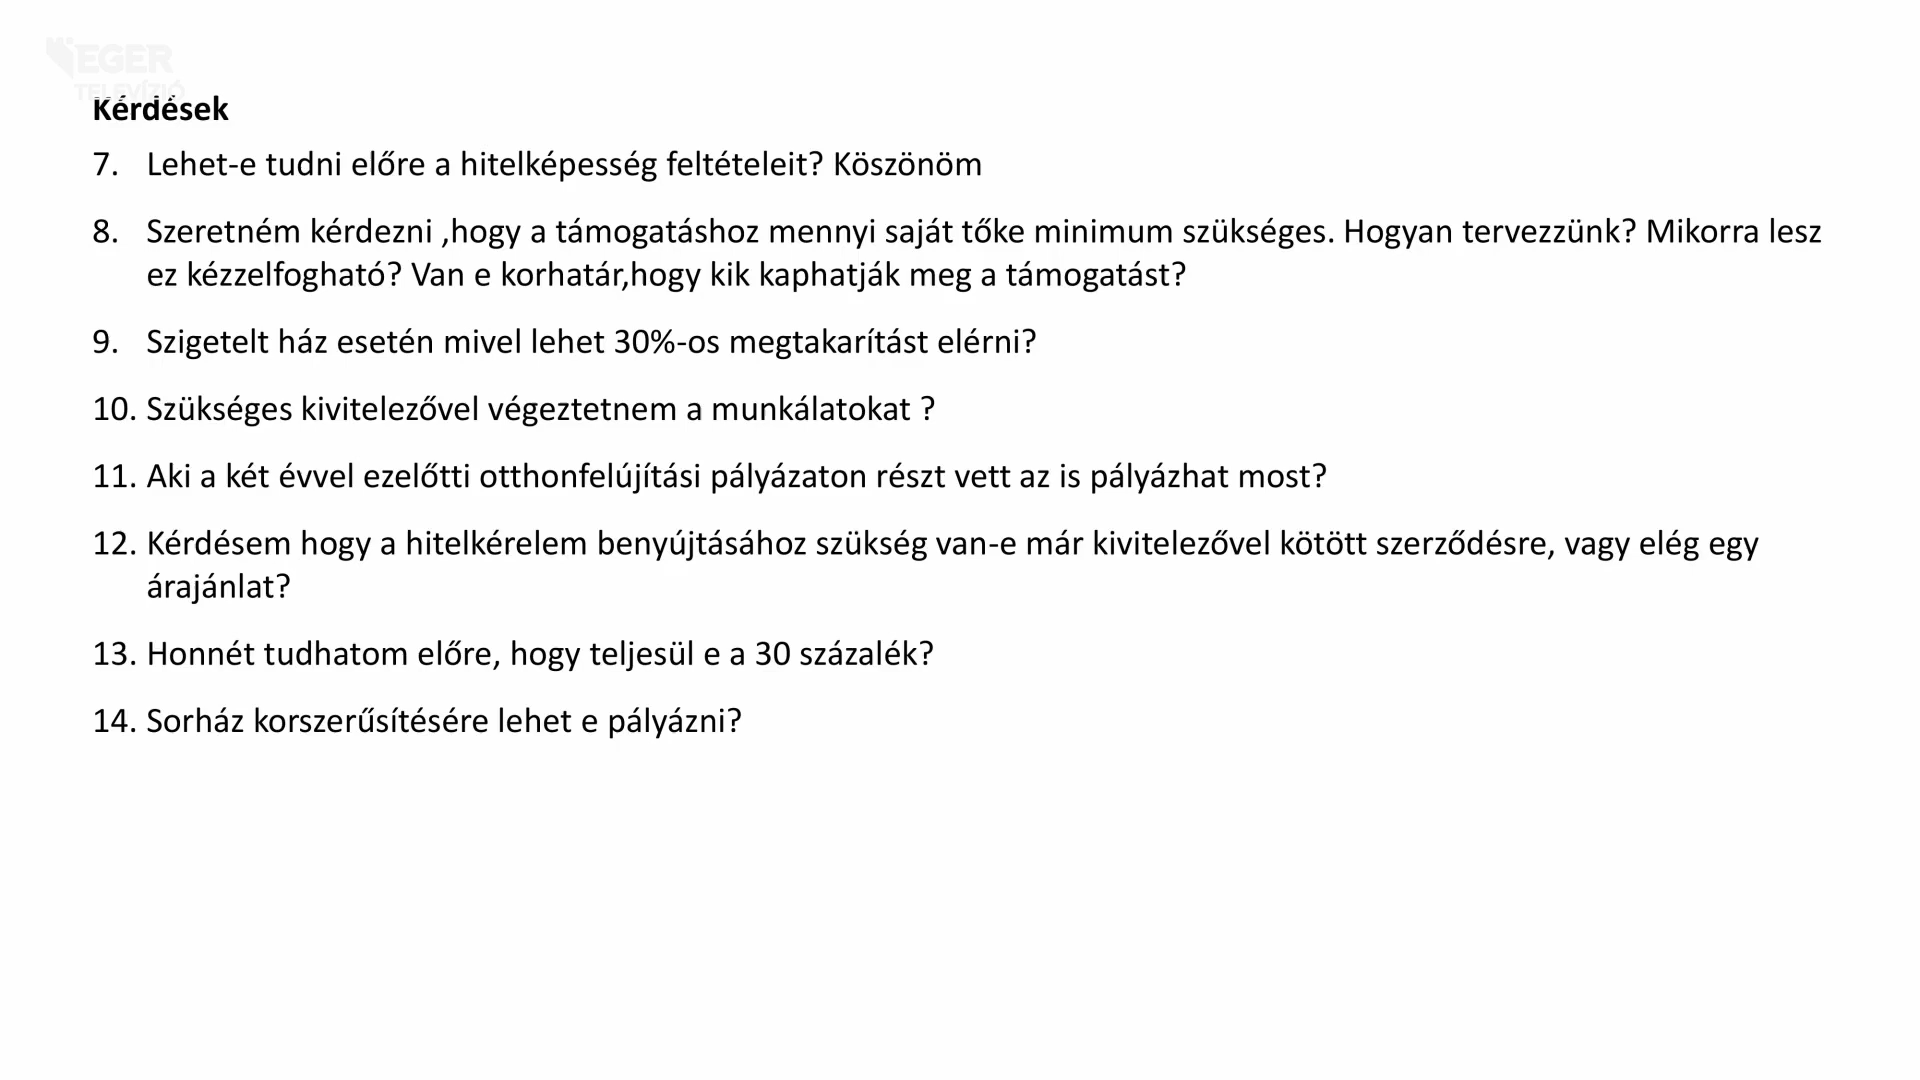 EGER
TELEVÍZIÓ
Kérdések
7. Lehet-e tudni előre a hitelképesség feltételeit? Köszönöm
8. Szeretném kérdezni ,hogy a támogatáshoz mennyi saját tőke minimum szükséges. Hogyan tervezzünk? Mikorra lesz
ez kézzelfogható? Van e korhatár,hogy kik kaphatják meg a támogatást?
9. Szigetelt ház esetén mivel lehet 30%-os megtakarítást elérni?
10. Szükséges kivitelezővel végeztetnem a munkálatokat ?
11. Aki a két évvel ezelőtti otthonfelújítási pályázaton részt vett az is pályázhat most?
12. Kérdésem hogy a hitelkérelem benyújtásához szükség van-e már kivitelezővel kötött szerződésre, vagy elég egy
árajánlat?
13. Honnét tudhatom előre, hogy teljesül e a 30 százalék?
14. Sorház korszerűsítésére lehet e pályázni?